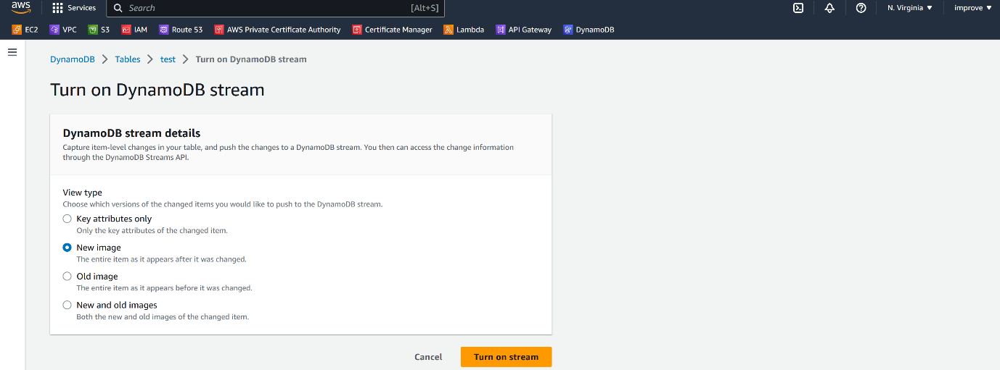 aws
Services
Search
[Alt+S]
N. Virginia
improve
EC2
VPC
S3
IAM
Route 53
AWS Private Certificate Authority
Certificate Manager
Lambda
API Gateway
DynamoDB
DynamoDB > Tables > test > Turn on DynamoDB stream
Turn on DynamoDB stream
DynamoDB stream details
Capture item-level changes in your table, and push the changes to a DynamoDB stream. You then can access the change information
through the DynamoDB Streams API.
View type
Choose which versions of the changed items you would like to push to the DynamoDB stream.
Key attributes only
Only the key attributes of the changed item.
New image
The entire item as it appears after it was changed.
Old image
The entire item as it appears before it was changed.
New and old images
Both the new and old images of the changed item.
Cancel
Turn on stream